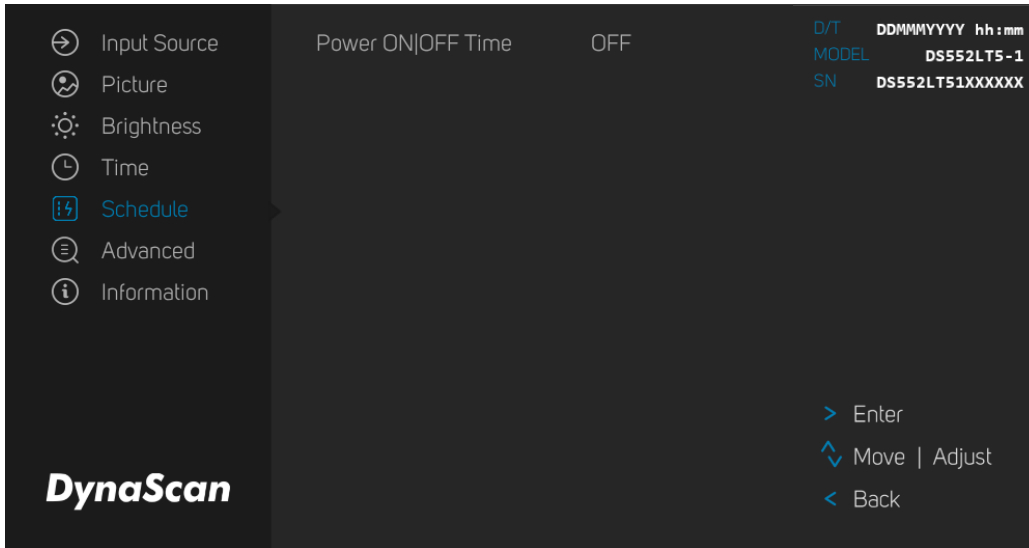 Input Source
Picture
Brightness
Time
Schedule
Advanced
Information
DynaScan
Power ON|OFF Time OFF
D/T DDMMMYYYY hh:mm
MODEL DS552LT5-1
SN DS552LT51XXXXXX
> Enter
Move | Adjust
< Back